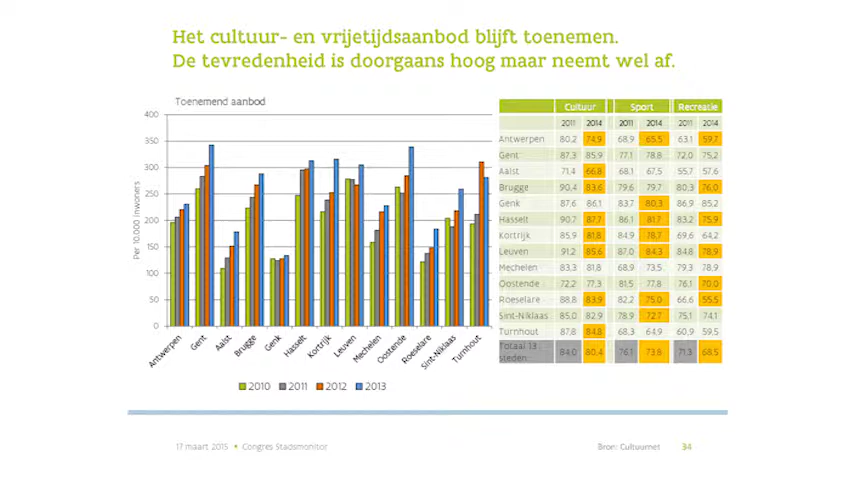 Het cultuur- en vrijetijdsaanbod blijft toenemen.
De tevredenheid is doorgaans hoog maar neemt wel af.
Toenemend aanbod
Per 10.000 inwoners
400
350
300
250
200
150
100
50
0
Antwerpen Gent Aalst Brugge Genk Hasselt Kortrijk Leuven Mechelen Oostende Roeselare Sint-Niklaas Turnhout
2010 2011 2012 2013
Cultuur Sport Recreatie
2011 2014 2011 2014 2011 2014
Antwerpen 80,2 74,9 68,9 65,5 63,1 59,7
Gent 87,3 85,9 77,1 78,8 72,0 75,2
Aalst 71,4 66,8 68,1 67,5 55,7 57,6
Brugge 90,4 83,6 79,6 79,7 80,3 76,0
Genk 87,6 86,1 83,7 80,3 86,9 85,2
Hasselt 90,7 87,7 86,1 81,7 83,2 75,9
Kortrijk 85,9 81,8 84,9 78,7 69,6 64,2
Leuven 91,2 85,6 87,0 84,3 84,8 78,9
Mechelen 83,3 81,8 68,9 73,5 79,3 78,9
Oostende 72,2 77,3 81,5 77,8 76,1 70,0
Roeselare 88,8 83,9 82,2 75,0 66,6 55,5
Sint-Niklaas 85,0 82,9 78,9 72,7 75,1 74,1
Turnhout 87,8 84,8 68,3 64,9 60,9 59,5
Totaal 13
steden 84,0 80,4 76,1 73,8 71,3 68,5
17 maart 2015 • Congres Stadsmonitor
Bron: Cultuurnet 34